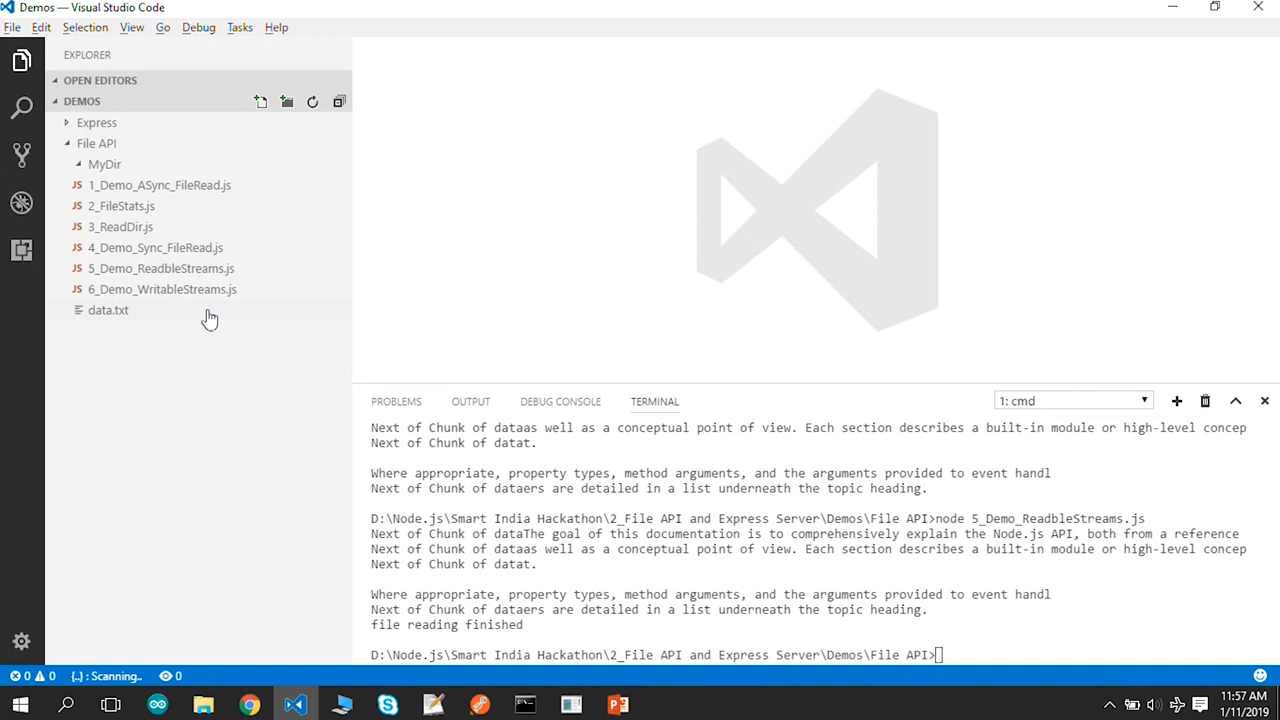 Demos — Visual Studio Code
File Edit Selection View Go Debug Tasks Help
EXPLORER
OPEN EDITORS
DEMOS
Express
File API
MyDir
JS 1_Demo_ASync_FileRead.js
JS 2_FileStats.js
JS 3_ReadDir.js
JS 4_Demo_Sync_FileRead.js
JS 5_Demo_ReadbleStreams.js
JS 6_Demo_WritableStreams.js
data.txt
PROBLEMS OUTPUT DEBUG CONSOLE TERMINAL 1: cmd
Next of Chunk of dataas well as a conceptual point of view. Each section describes a built-in module or high-level concep
Next of Chunk of datat.
Where appropriate, property types, method arguments, and the arguments provided to event handl
Next of Chunk of dataers are detailed in a list underneath the topic heading.
D:\Node.js\Smart India Hackathon\2_File API and Express Server\Demos\File API>node 5_Demo_ReadbleStreams.js
Next of Chunk of dataThe goal of this documentation is to comprehensively explain the Node.js API, both from a reference
Next of Chunk of dataas well as a conceptual point of view. Each section describes a built-in module or high-level concep
Next of Chunk of datat.
Where appropriate, property types, method arguments, and the arguments provided to event handl
Next of Chunk of dataers are detailed in a list underneath the topic heading.
file reading finished
D:\Node.js\Smart India Hackathon\2_File API and Express Server\Demos\File API>
0 0 {..} : Scanning.. 0
11:57 AM
1/11/2019